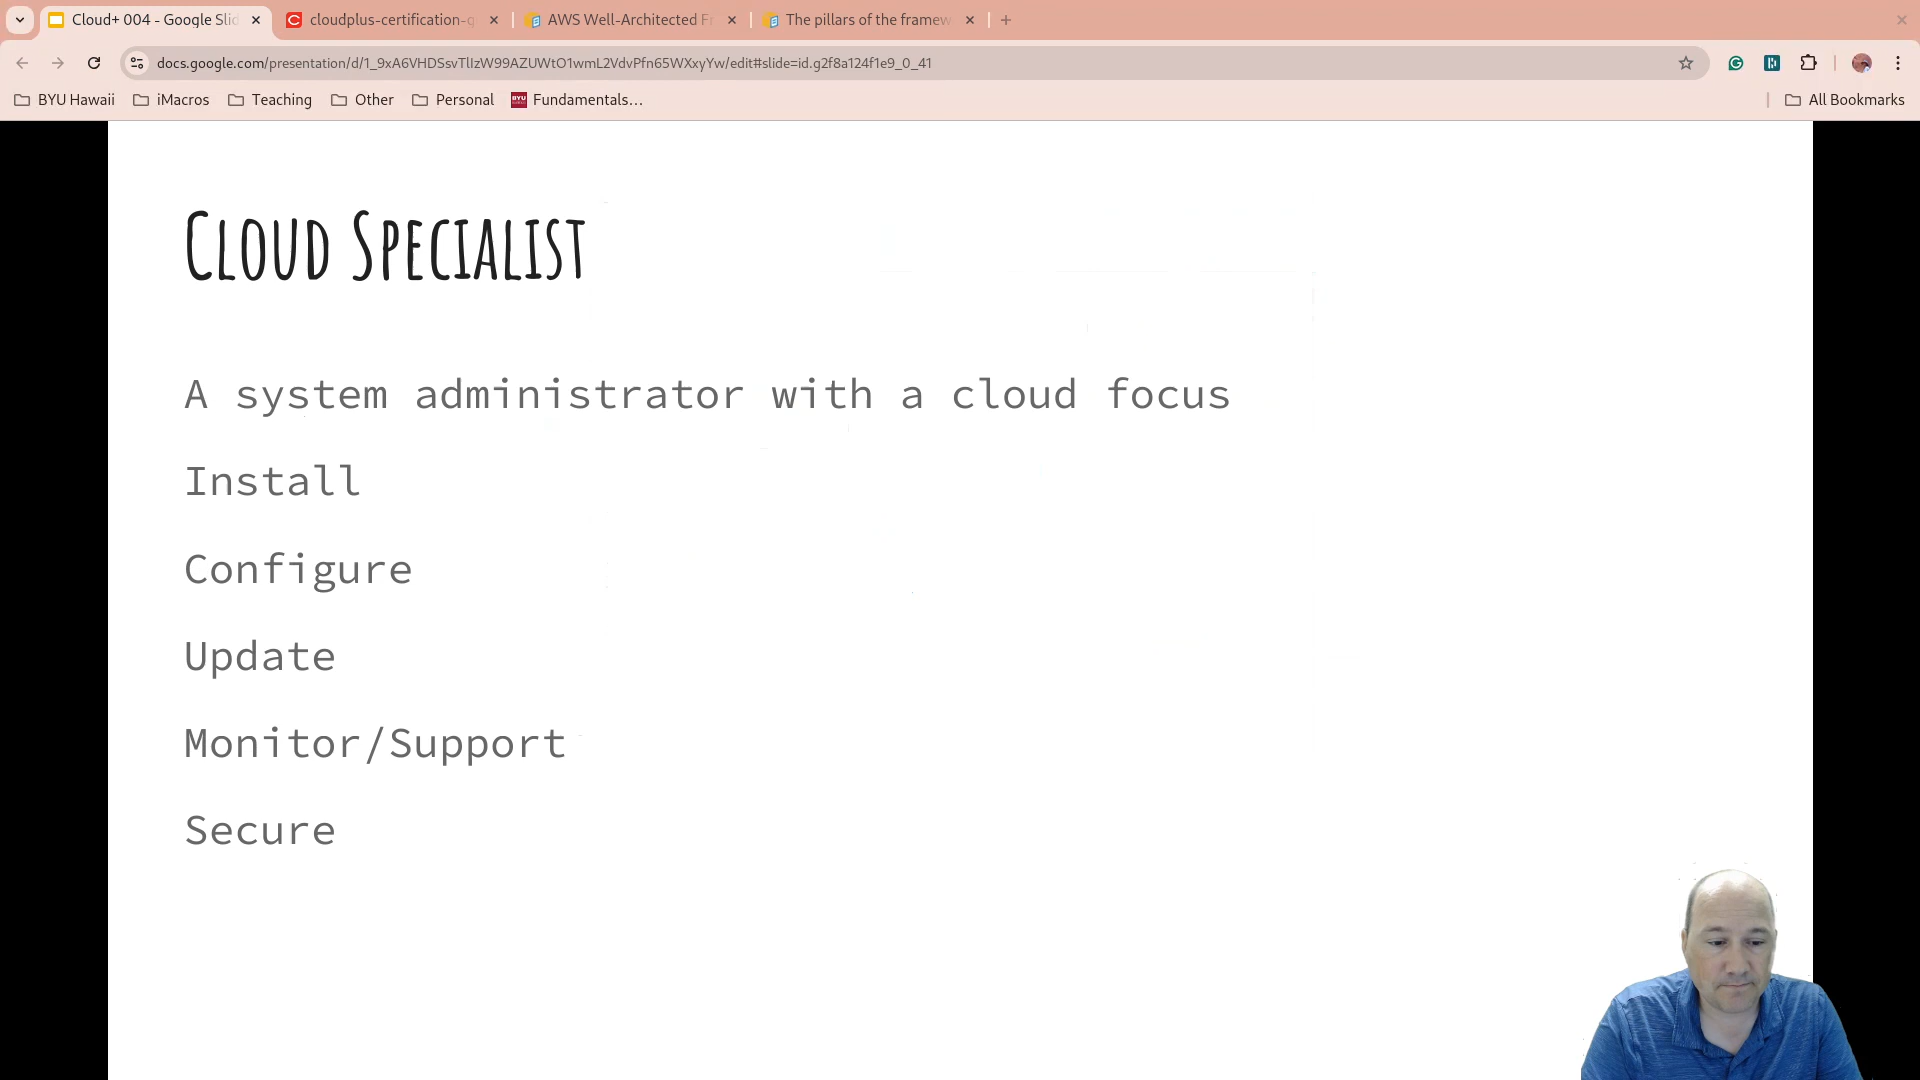 Cloud+ 004 - Google Slid
cloudplus-certification-q
AWS Well-Architected Fr
The pillars of the framew
docs.google.com/presentation/d/1_9xA6VHDSsvTlIzW99AZUWtO1wmL2VdvPfn65WXxyYw/edit#slide=id.g2f8a124f1e9_0_41
BYU Hawaii
iMacros
Teaching
Other
Personal
Fundamentals...
All Bookmarks
Cloud Specialist
A system administrator with a cloud focus
Install
Configure
Update
Monitor/Support
Secure